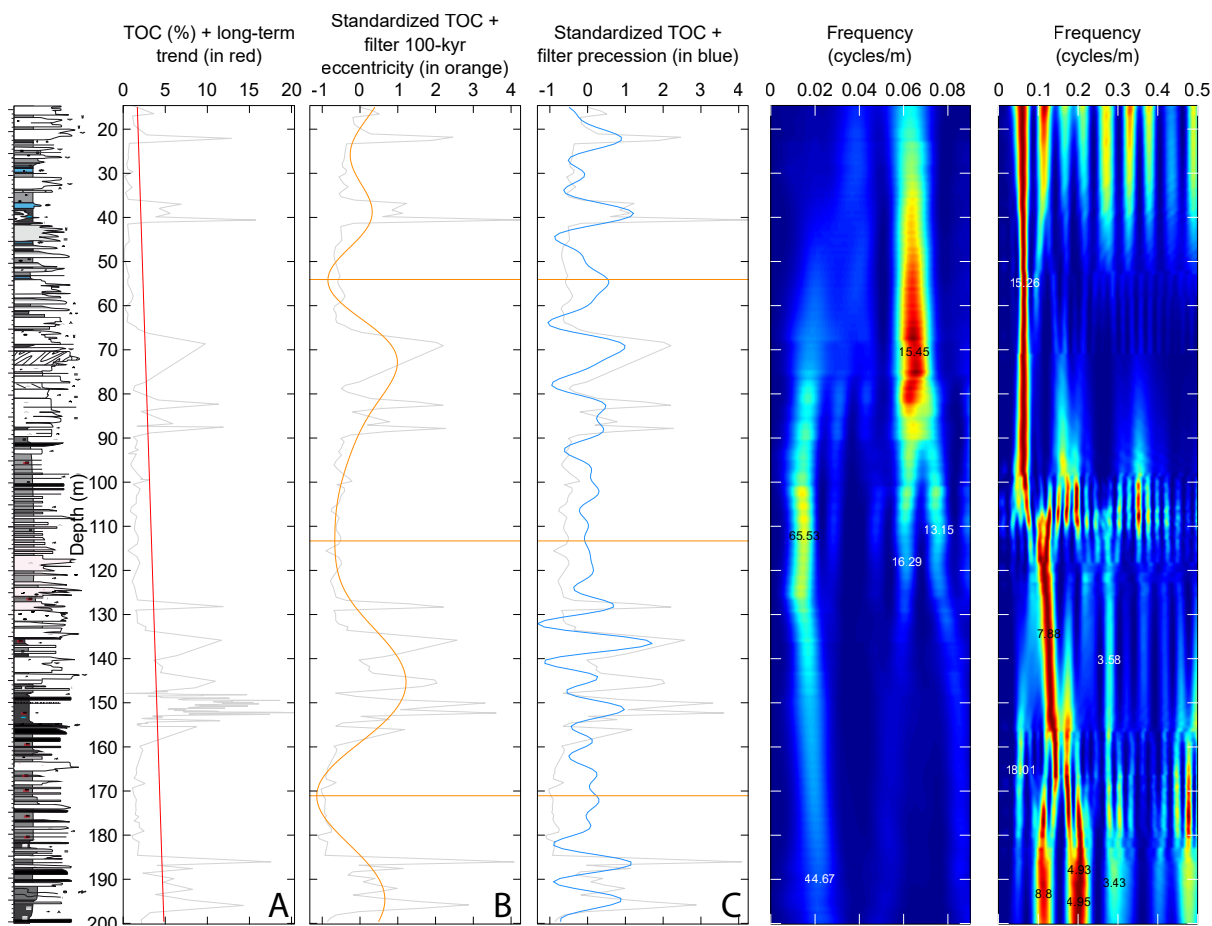 TOC (%) + long-term
trend (in red)
Standardized TOC +
filter 100-kyr
eccentricity (in orange)
Standardized TOC +
filter precession (in blue)
Frequency
(cycles/m)
Frequency
(cycles/m)
0 5 10 15 20
-1 0 1 2 3 4
-1 0 1 2 3 4
0 0.02 0.04 0.06 0.08
0 0.1 0.2 0.3 0.4 0.5
Depth (m)
20
30
40
50
60
70
80
90
100
110
120
130
140
150
160
170
180
190
200
A
B
C
15.45
65.53
13.15
16.29
44.67
15.26
7.88
3.58
18.01
4.93
3.43
8.8
4.95